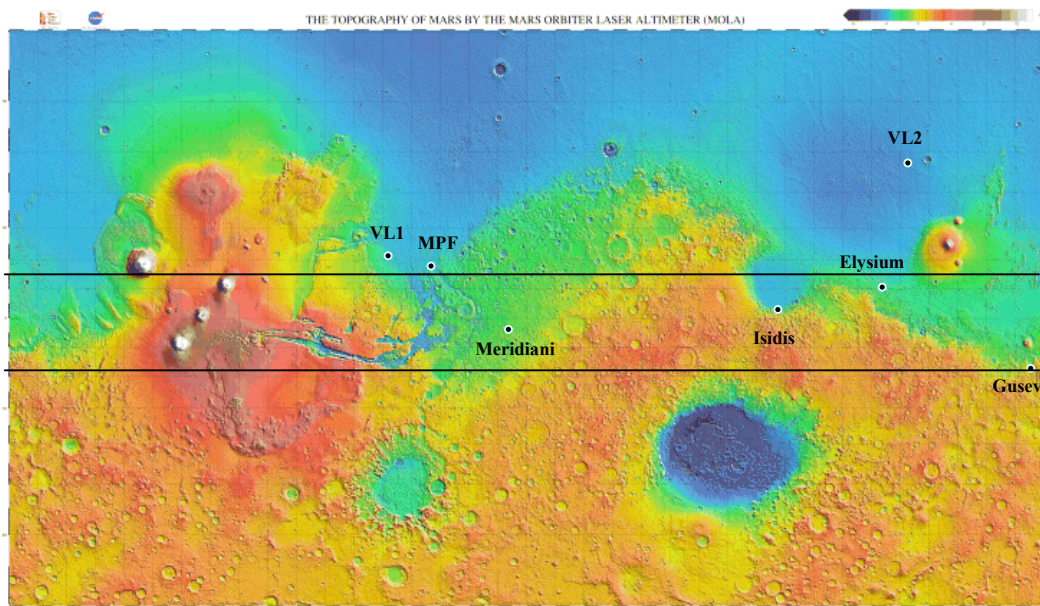 THE TOPOGRAPHY OF MARS BY THE MARS ORBITER LASER ALTIMETER (MOLA)
VL2
VL1
MPF
Elysium
Meridiani
Isidis
Gusev